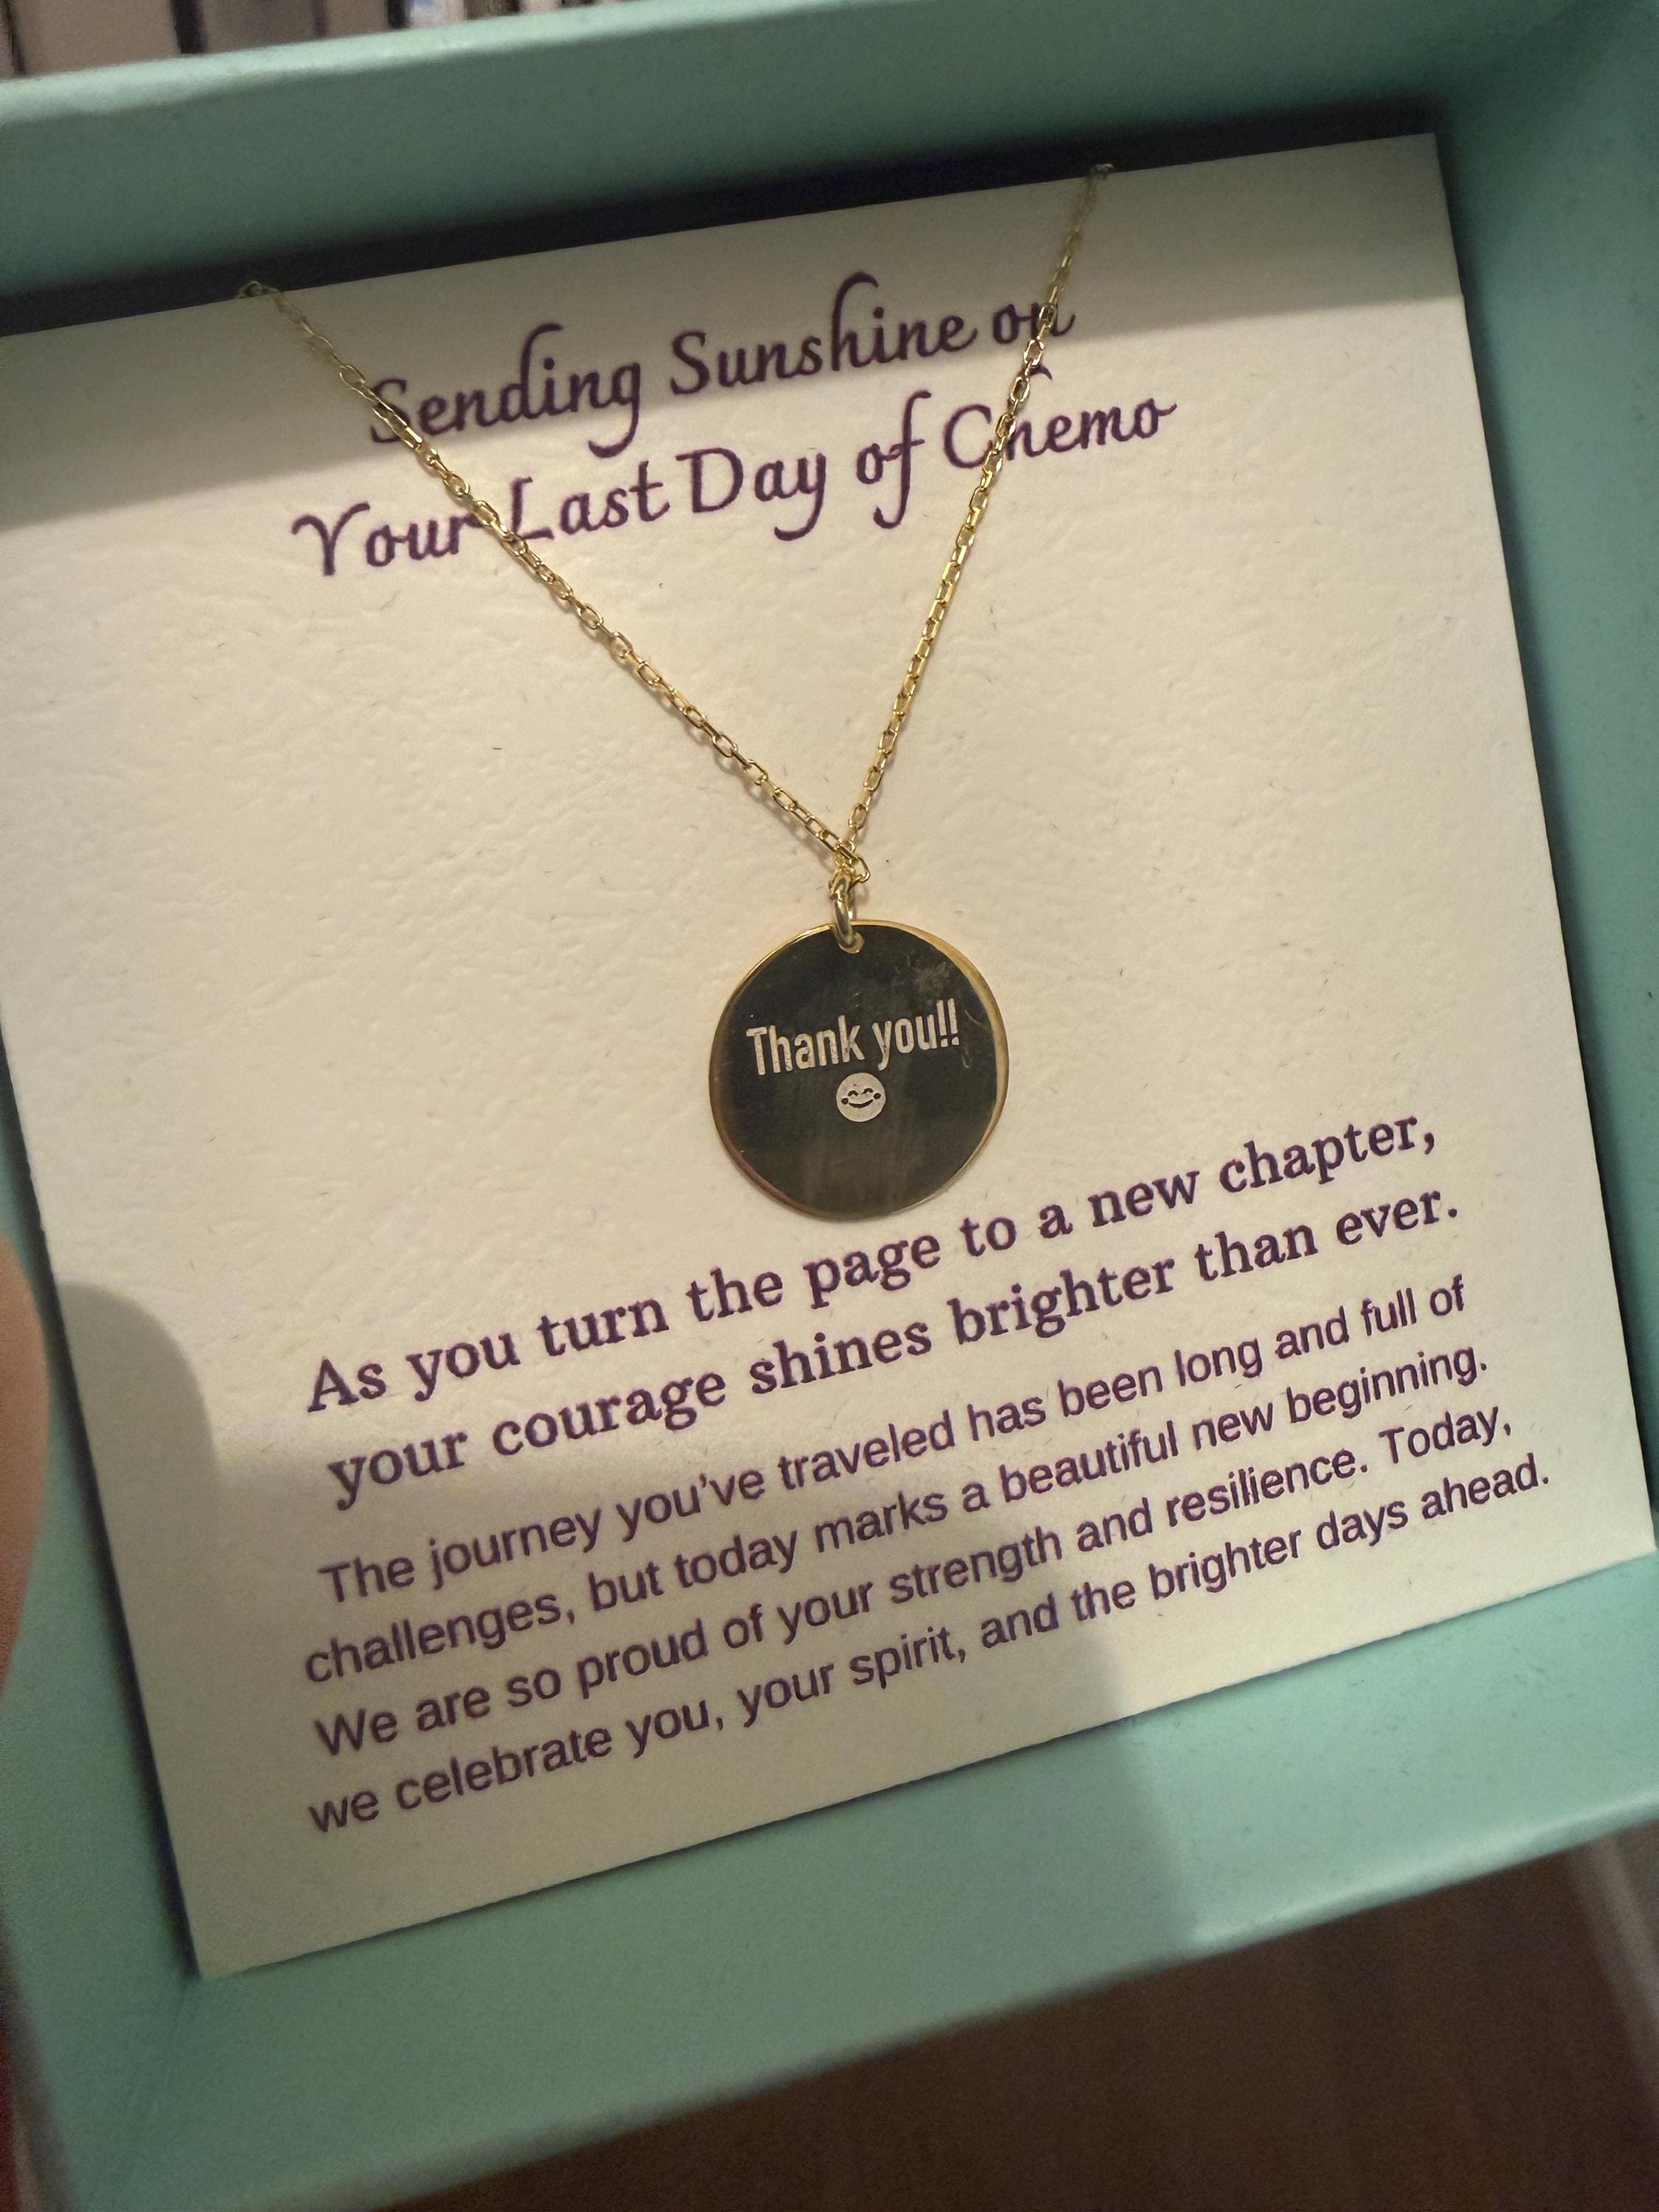 Sending Sunshine on
Your Last Day of Chemo
Thank you!!
As you turn the page to a new chapter,
your courage shines brighter than ever.
The journey you've traveled has been long and full of
challenges, but today marks a beautiful new beginning.
We are so proud of your strength and resilience. Today,
we celebrate you, your spirit, and the brighter days ahead.